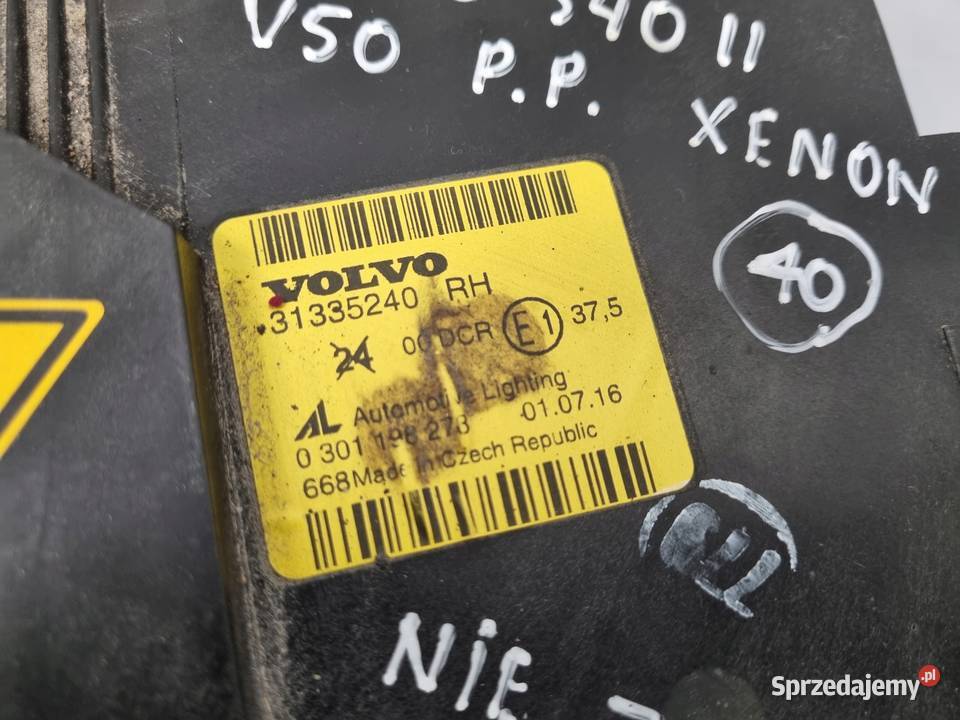 S40 II
V50 P.P.
XENON
40
VOLVO
31335240 RH
24 00 DCR E1 37,5
AL Automotive Lighting
0 301 196 273 01.07.16
668 Made in Czech Republic
NIE -
Sprzedajemy.pl